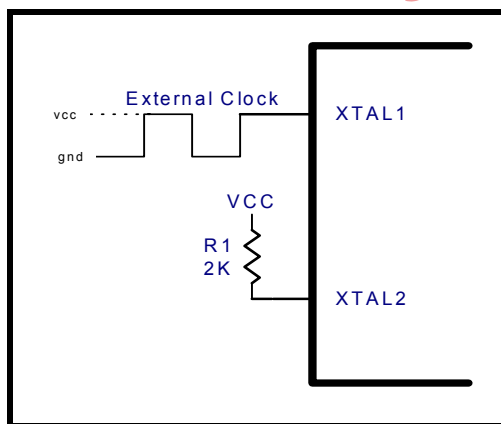 External Clock
vcc
XTAL1
gnd
VCC
R1
2K
XTAL2